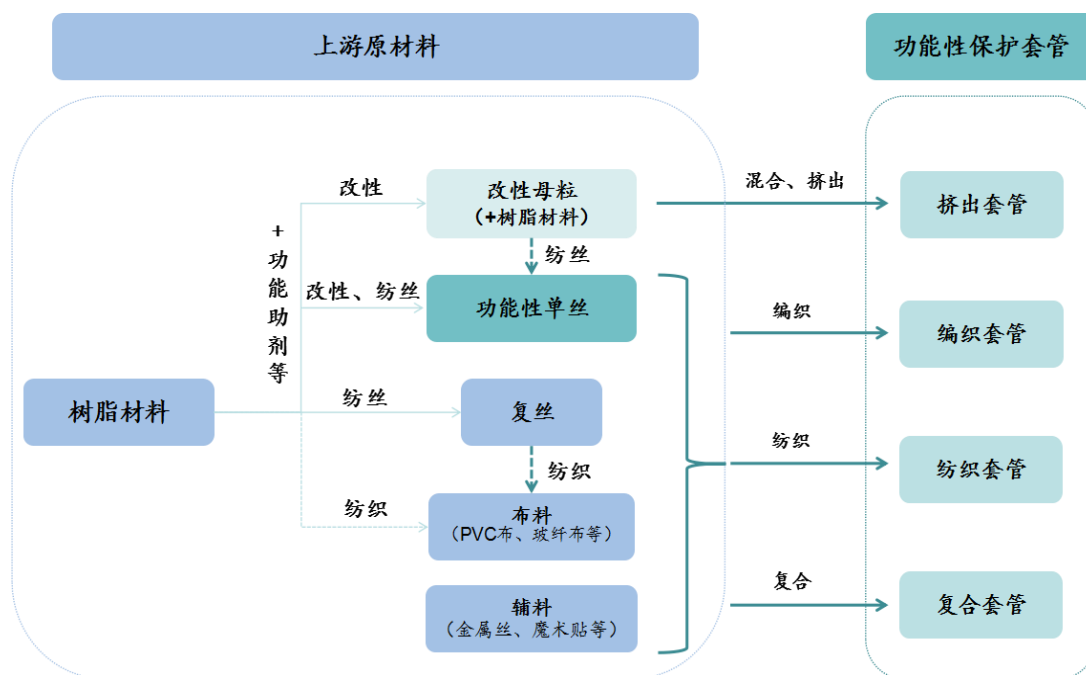 上游原材料
功能性保护套管
改性
改性母粒
（+树脂材料）
混合、挤出
挤出套管
+功能助剂等
纺丝
改性、纺丝
功能性单丝
编织
编织套管
树脂材料
纺丝
复丝
纺织
纺织套管
纺织
纺织
布料
（PVC布、玻纤布等）
复合
复合套管
辅料
（金属丝、魔术贴等）